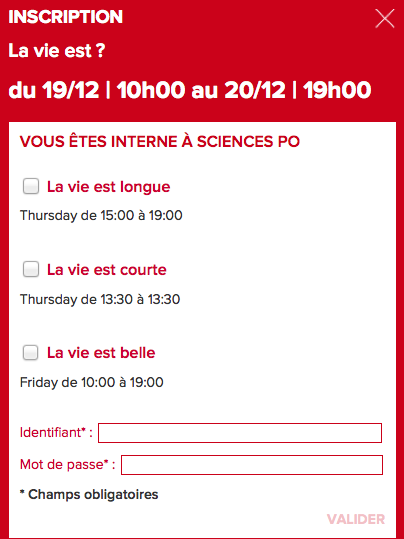 INSCRIPTION
La vie est ?
du 19/12 | 10h00 au 20/12 | 19h00
VOUS ÊTES INTERNE À SCIENCES PO
La vie est longue
Thursday de 15:00 à 19:00
La vie est courte
Thursday de 13:30 à 13:30
La vie est belle
Friday de 10:00 à 19:00
Identifiant* :
Mot de passe* :
* Champs obligatoires
VALIDER